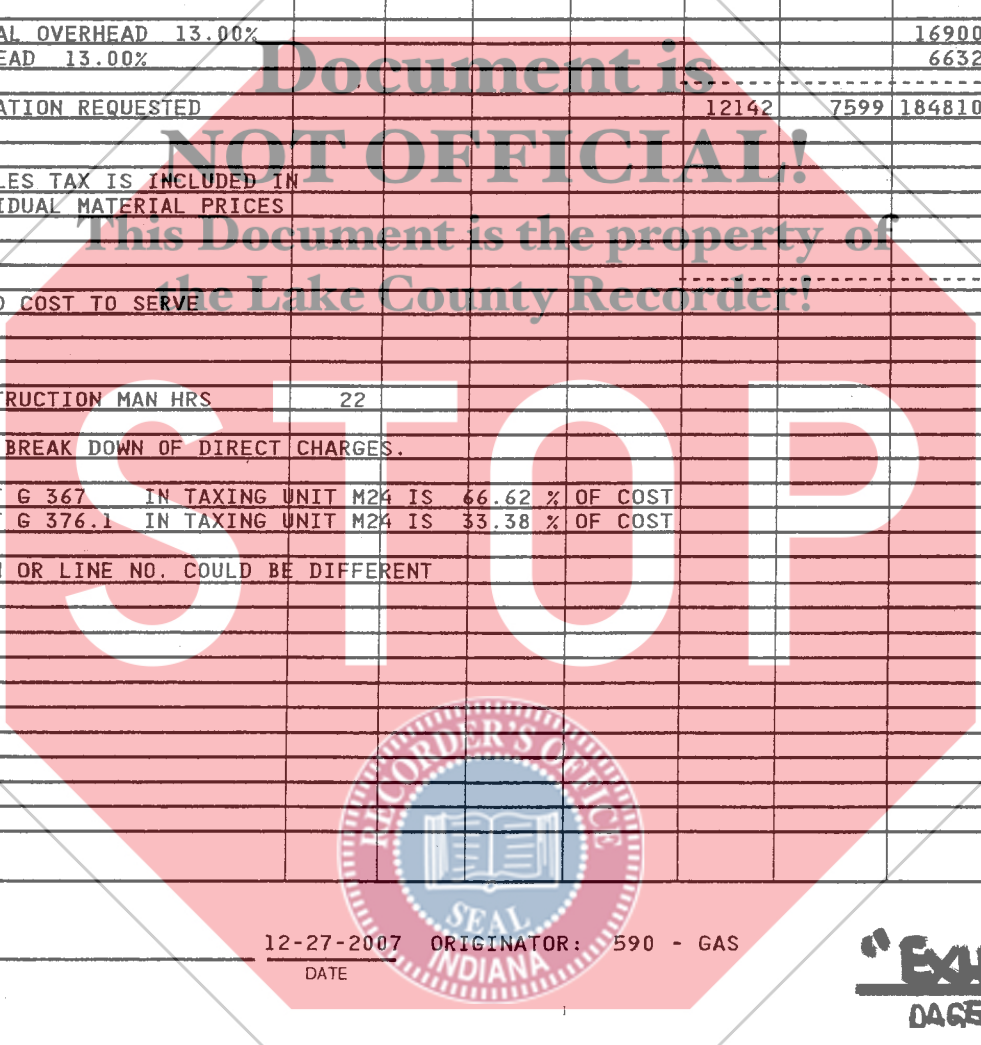 AL OVERHEAD 13.00% 16900
EAD 13.00% 6632
Document is
ATION REQUESTED 12142 7599 184810
NOT OFFICIAL!
LES TAX IS INCLUDED IN
IDUAL MATERIAL PRICES
This Document is the property of
the Lake County Recorder!
COST TO SERVE
STOP
RUCTION MAN HRS 22
BREAK DOWN OF DIRECT CHARGES.
G 367 IN TAXING UNIT M24 IS 66.62 % OF COST
G 376.1 IN TAXING UNIT M24 IS 33.38 % OF COST
OR LINE NO. COULD BE DIFFERENT
RECORDER'S OFFICE
SEAL
INDIANA
12-27-2007 ORIGINATOR: 590 - GAS
DATE